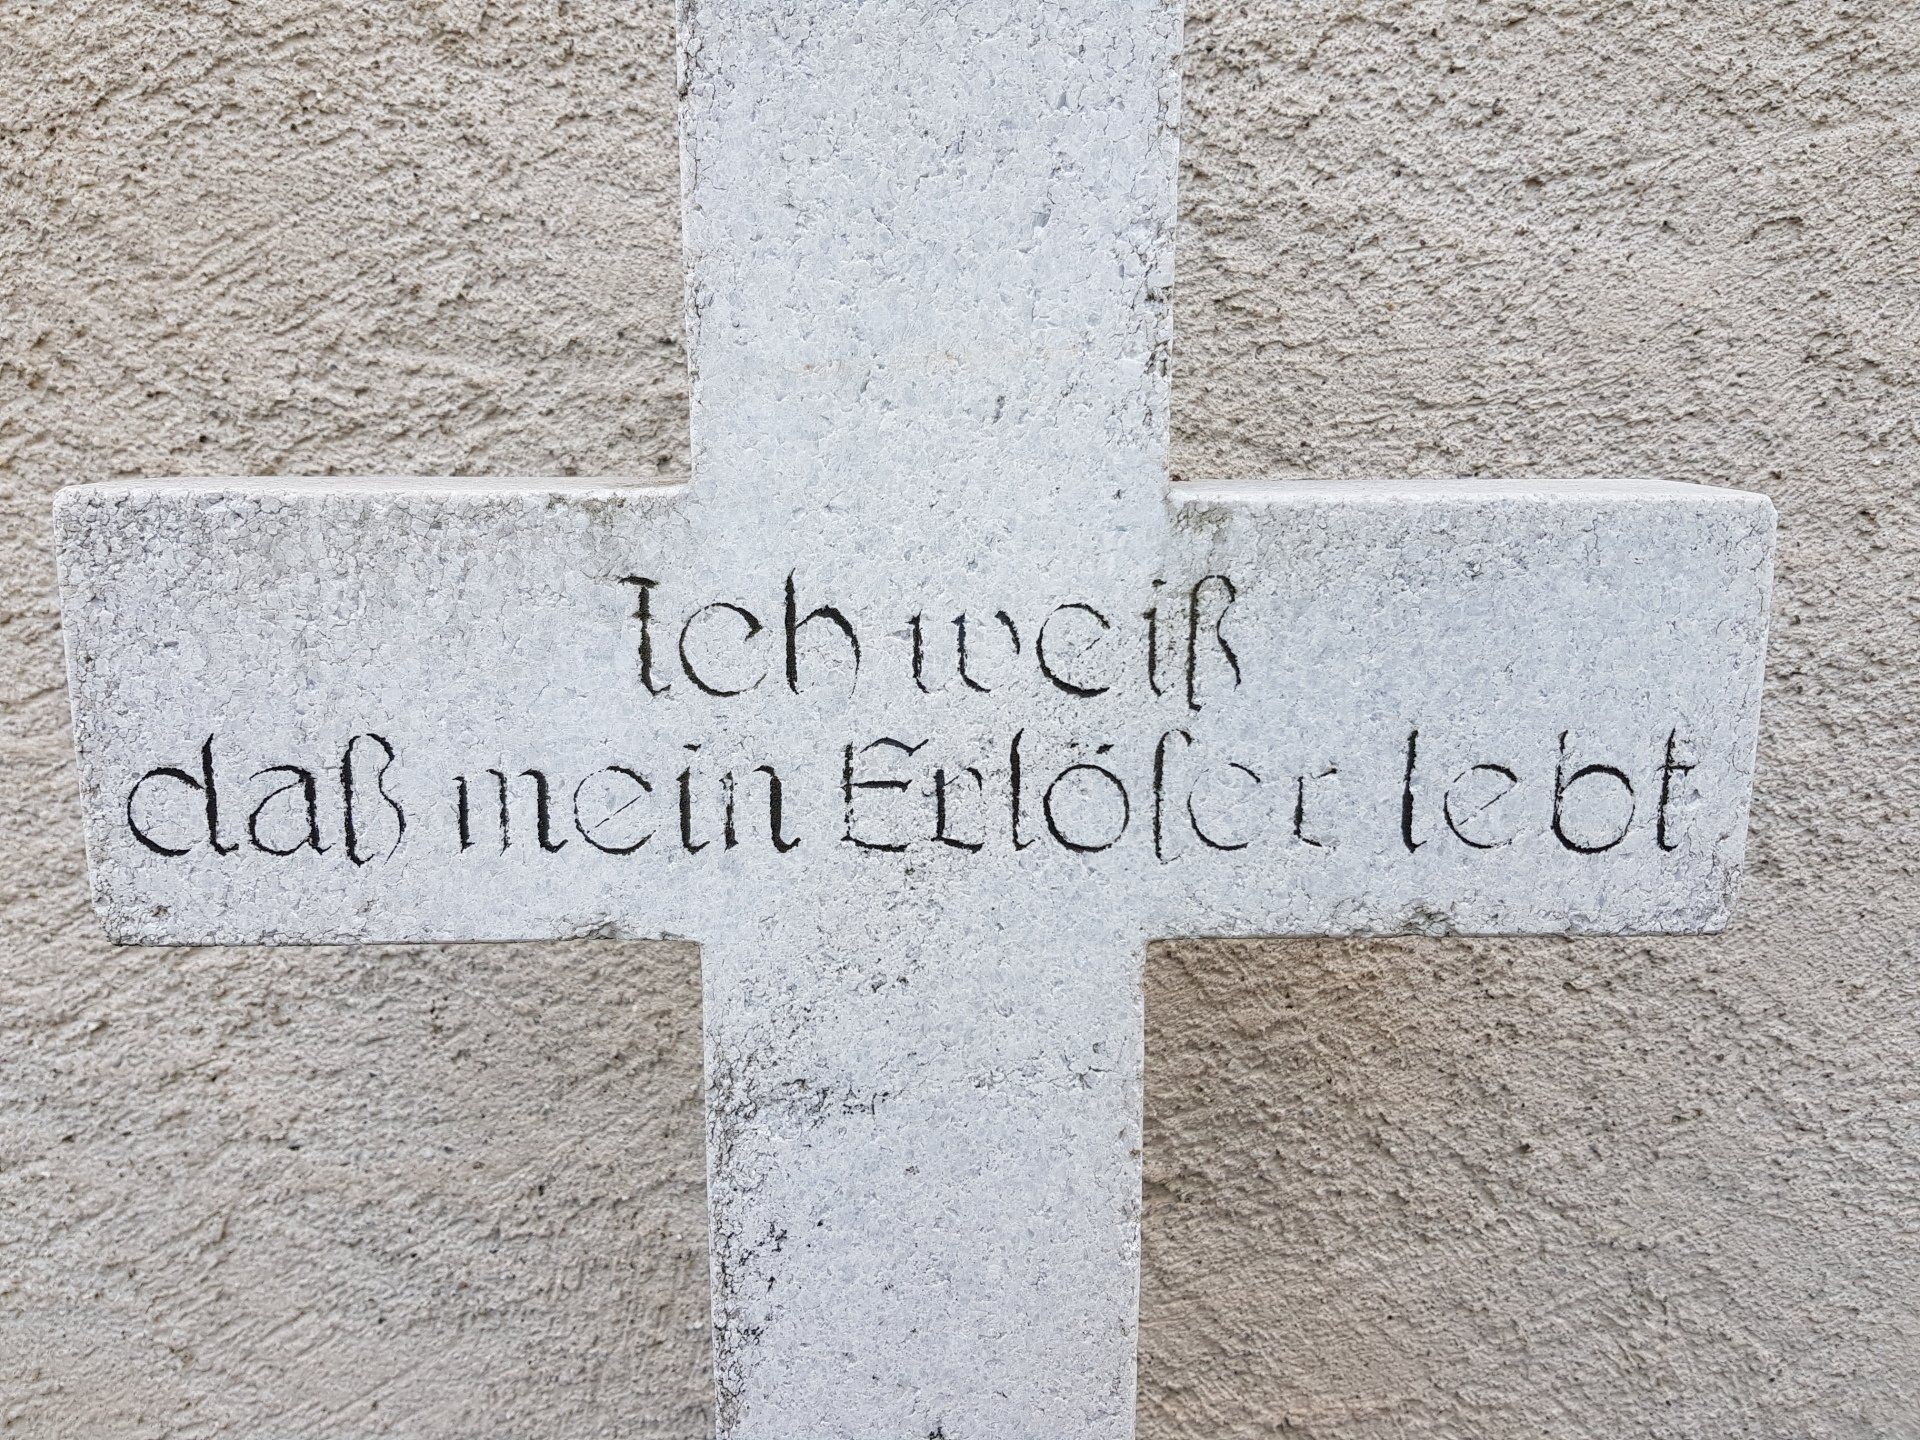 Ich weiß
daß mein Erlöſer lebt